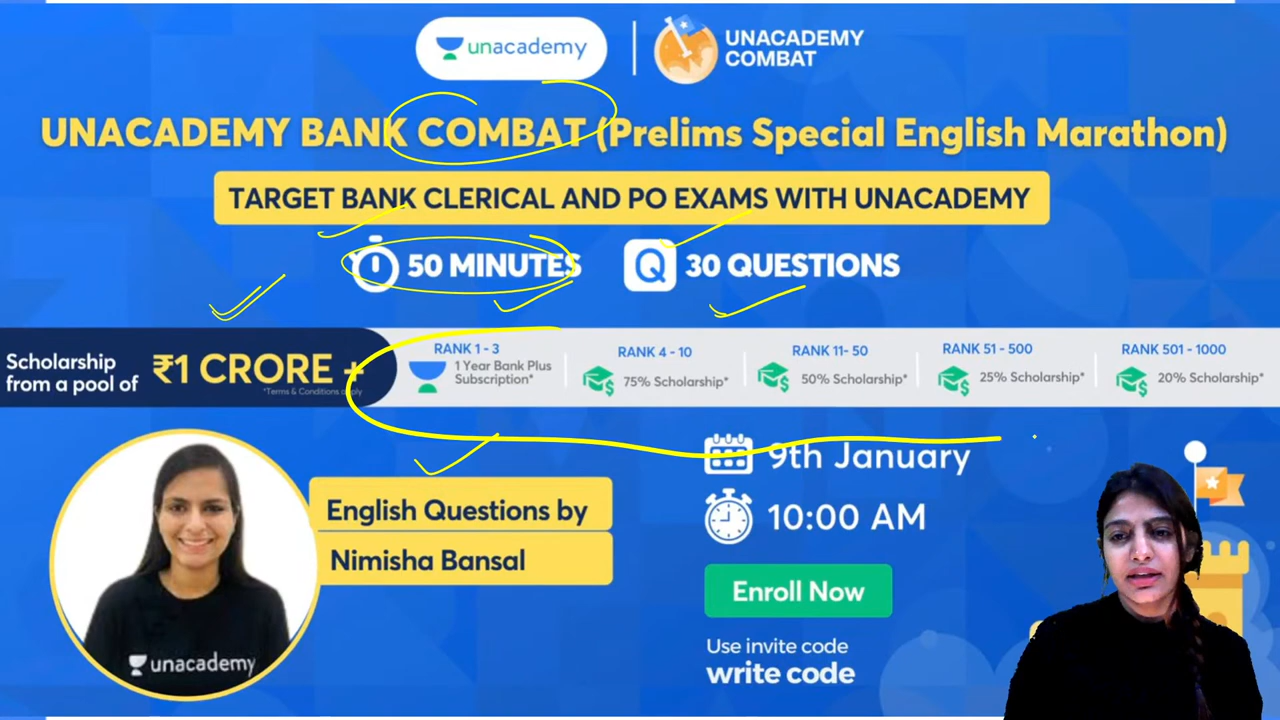 unacademy
UNACADEMY
COMBAT
UNACADEMY BANK COMBAT (Prelims Special English Marathon)
TARGET BANK CLERICAL AND PO EXAMS WITH UNACADEMY
50 MINUTES
Q 30 QUESTIONS
Scholarship
from a pool of
₹1 CRORE +
*Terms & Conditions apply
RANK 1 - 3
1 Year Bank Plus
Subscription*
RANK 4 - 10
75% Scholarship*
RANK 11- 50
50% Scholarship*
RANK 51 - 500
25% Scholarship*
RANK 501 - 1000
20% Scholarship*
unacademy
English Questions by
Nimisha Bansal
9th January
10:00 AM
Enroll Now
Use invite code
write code